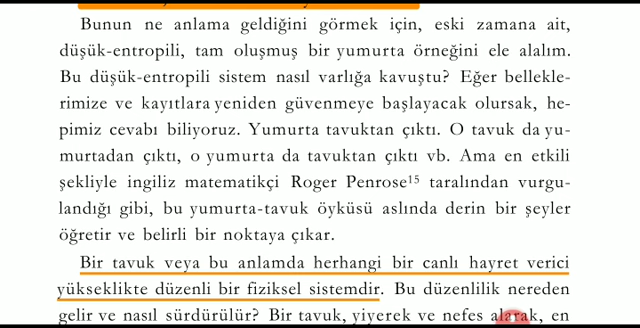 Bunun ne anlama geldiğini görmek için, eski zamana ait,
düşük-entropili, tam oluşmuş bir yumurta örneğini ele alalım.
Bu düşük-entropili sistem nasıl varlığa kavuştu? Eğer bellekle-
rimize ve kayıtlara yeniden güvenmeye başlayacak olursak, he-
pimiz cevabı biliyoruz. Yumurta tavuktan çıktı. O tavuk da yu-
murtadan çıktı, o yumurta da tavuktan çıktı vb. Ama en etkili
şekliyle ingiliz matematikçi Roger Penrose¹⁵ taralından vurgu-
landığı gibi, bu yumurta-tavuk öyküsü aslında derin bir şeyler
öğretir ve belirli bir noktaya çıkar.
Bir tavuk veya bu anlamda herhangi bir canlı hayret verici
yükseklikte düzenli bir fiziksel sistemdir. Bu düzenlilik nereden
gelir ve nasıl sürdürülür? Bir tavuk, yiyerek ve nefes alarak, en